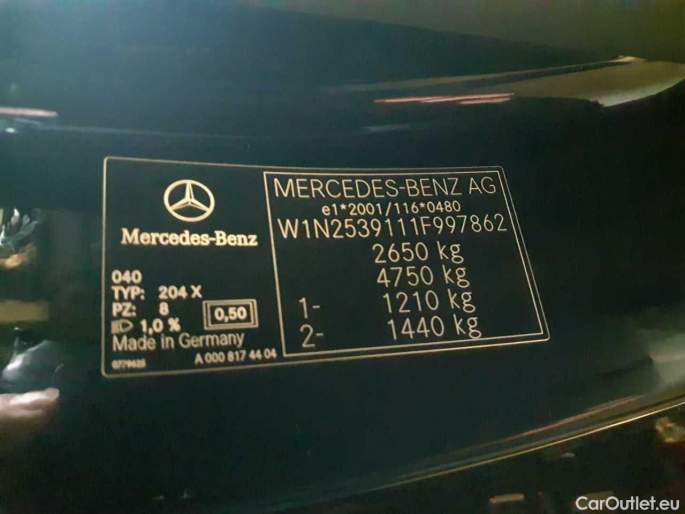 Mercedes-Benz
040
TYP: 204 X
PZ: 8
1,0 %
0,50
Made in Germany
0779625
A 000 817 44 04
MERCEDES-BENZ AG
e1*2001/116*0480
W1N2539111F997862
2650 kg
4750 kg
1- 1210 kg
2- 1440 kg
CarOutlet.eu